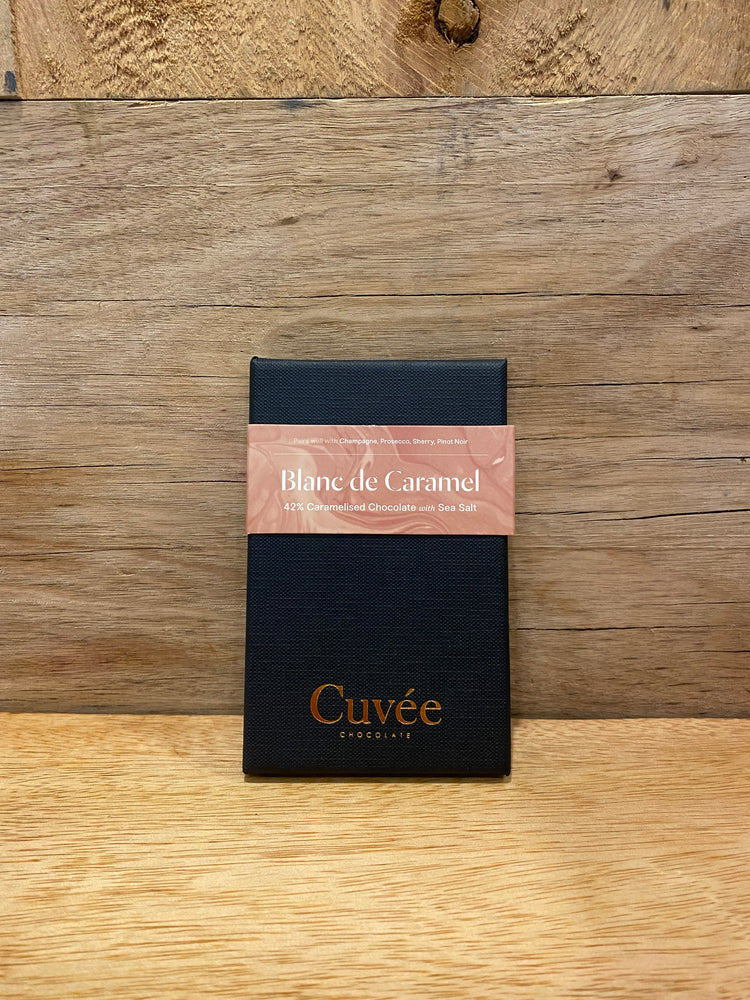 Pairs well with Champagne, Prosecco, Sherry, Pinot Noir
Blanc de Caramel
42% Caramelised Chocolate with Sea Salt
Cuvée
CHOCOLATE